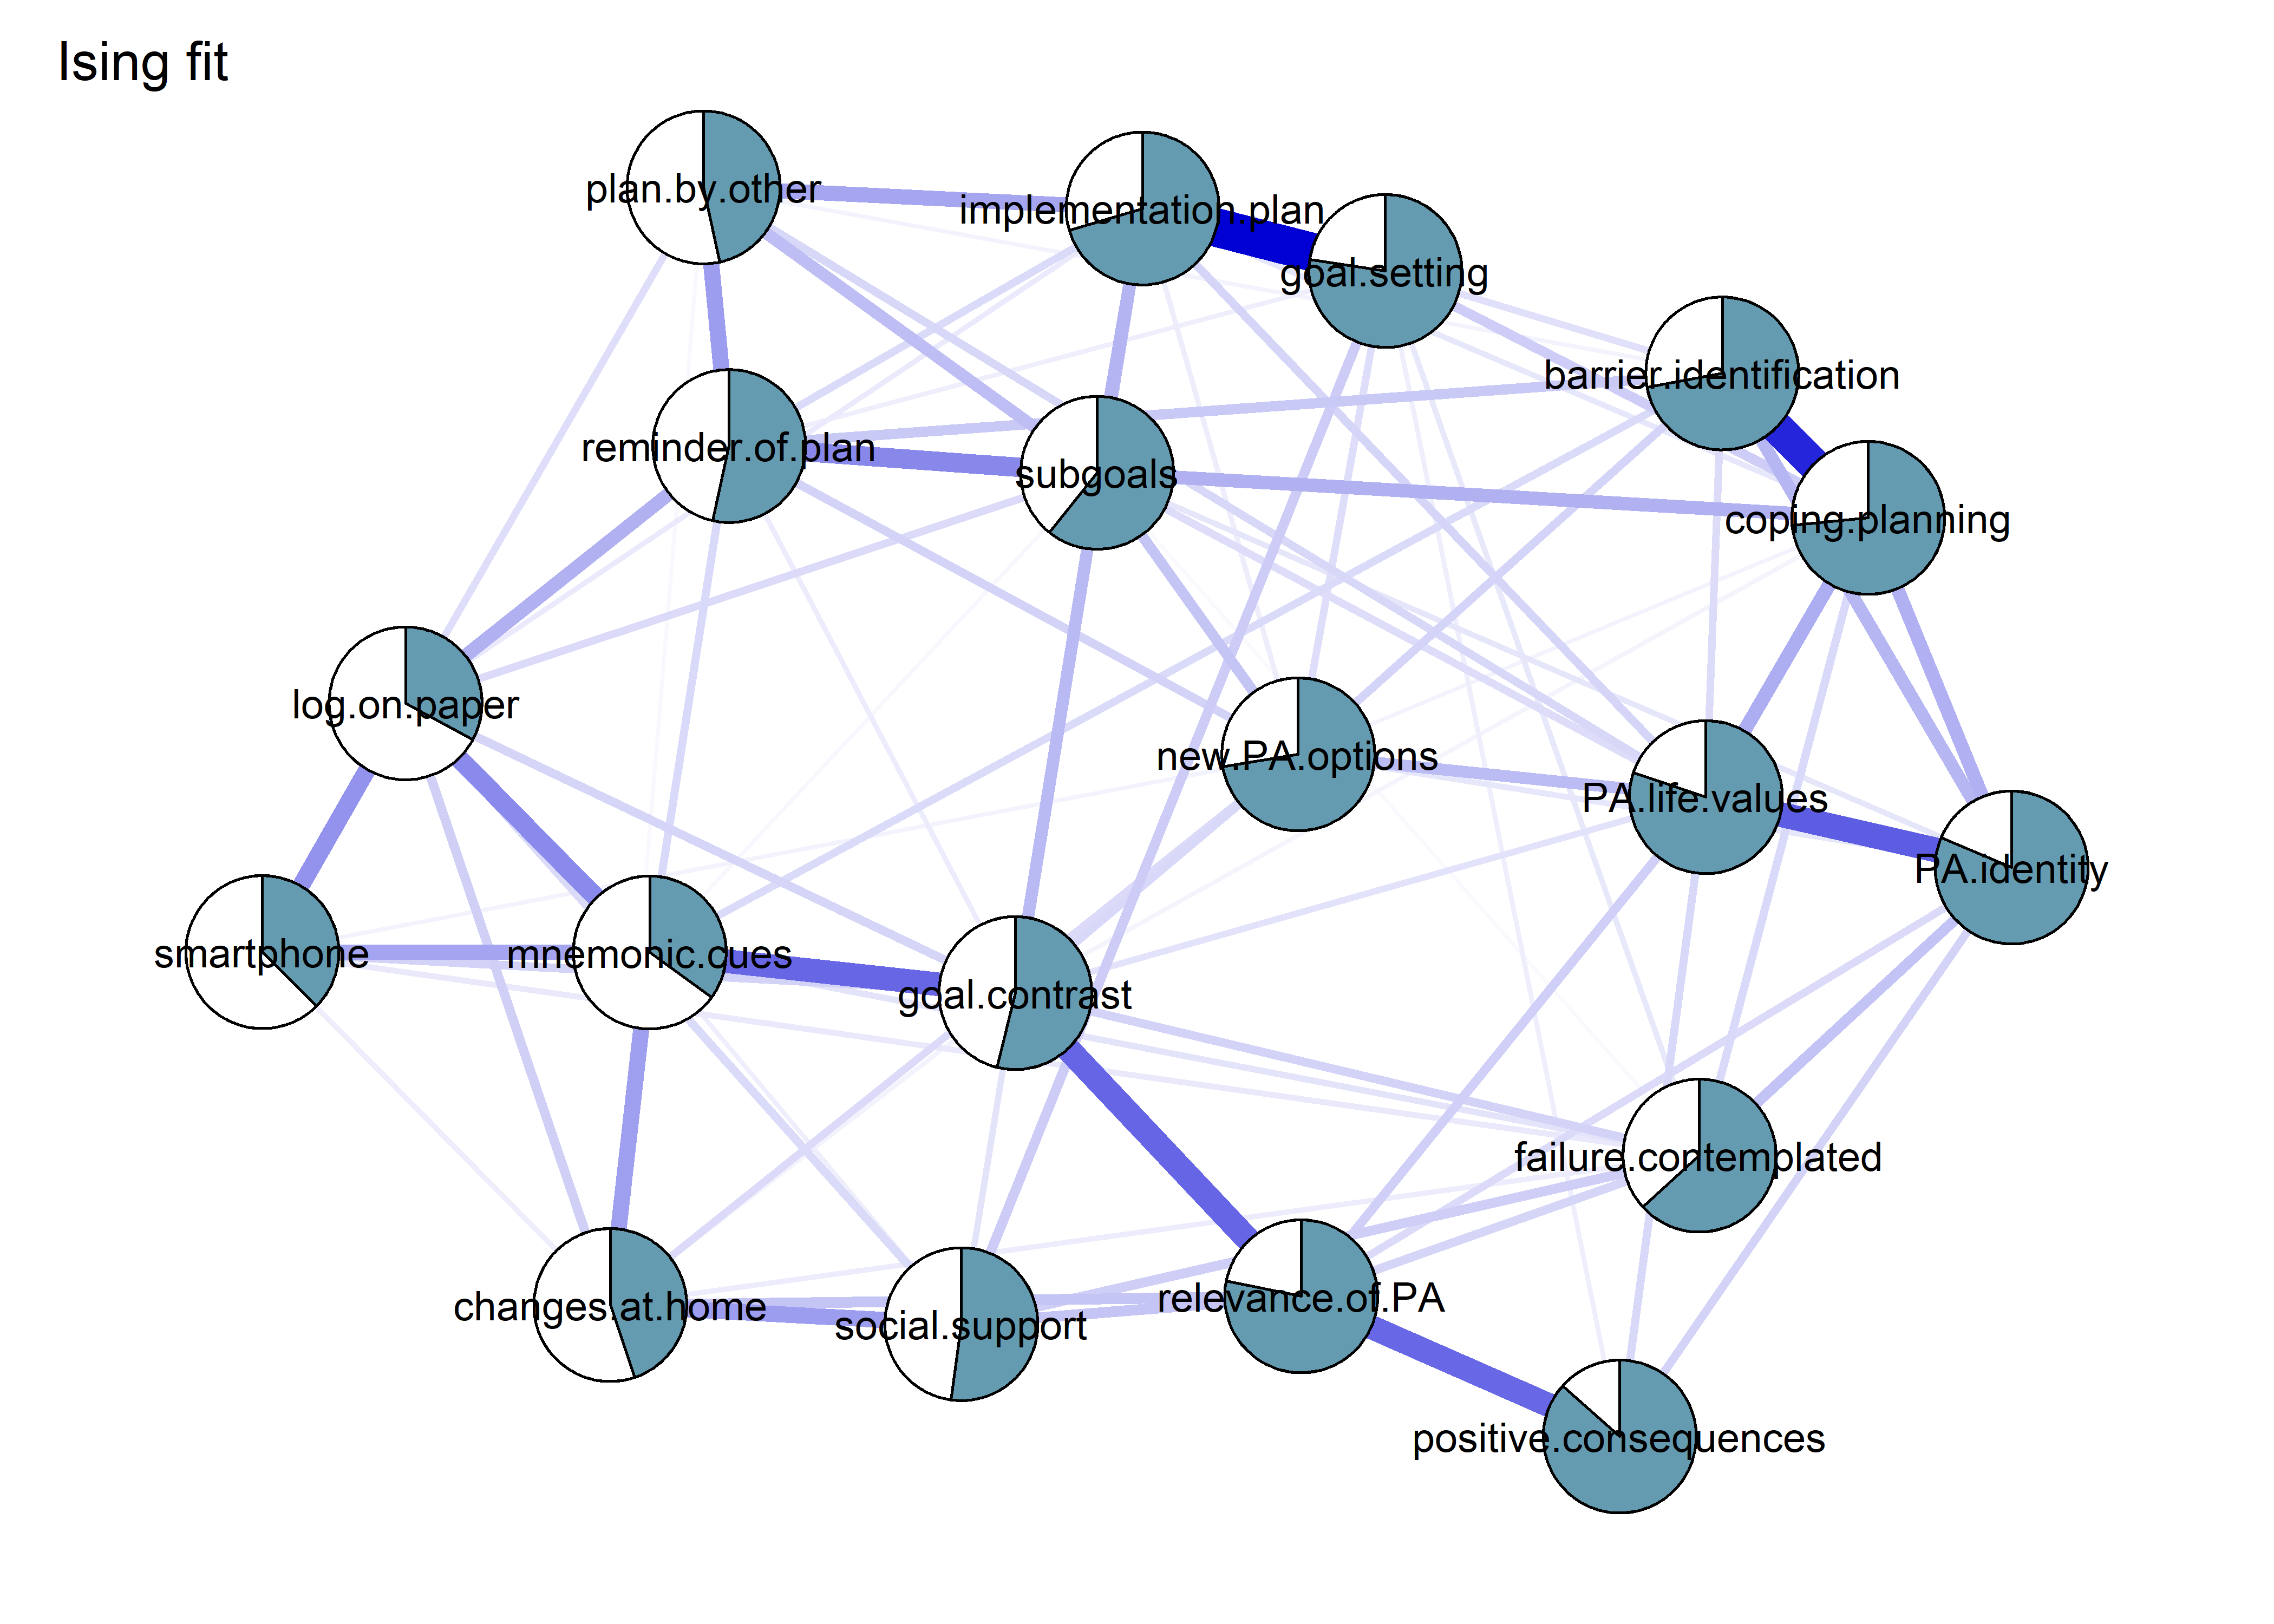 Ising fit
plan.by.other
implementation.plan
goal.setting
barrier.identification
reminder.of.plan
subgoals
coping.planning
log.on.paper
new.PA.options
PA.life.values
PA.identity
smartphone
mnemonic.cues
goal.contrast
failure.contemplated
changes.at.home
social.support
relevance.of.PA
positive.consequences